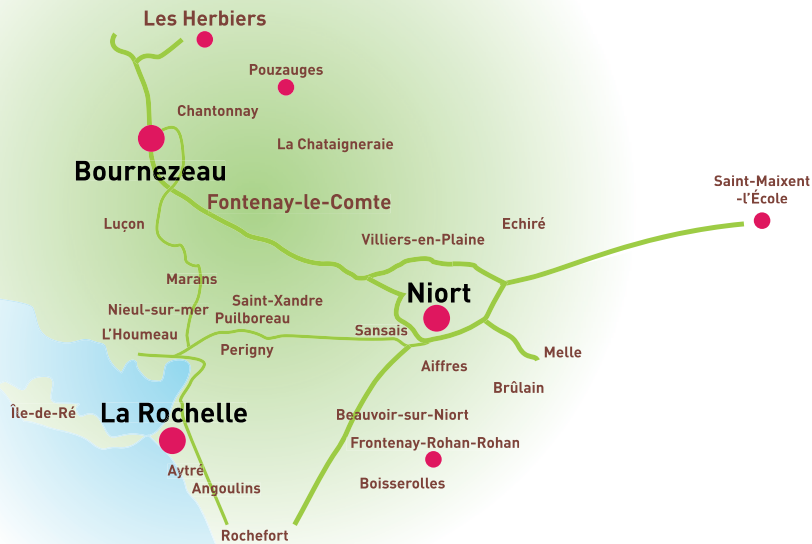 Les Herbiers
Pouzauges
Chantonnay
La Chataigneraie
Bournezeau
Saint-Maixent
-l'École
Fontenay-le-Comte
Luçon
Echiré
Villiers-en-Plaine
Marans
Niort
Saint-Xandre
Nieul-sur-mer
Puilboreau
L'Houmeau
Sansais
Perigny
Melle
Aiffres
Brûlain
Île-de-Ré
La Rochelle
Beauvoir-sur-Niort
Frontenay-Rohan-Rohan
Aytré
Boisserolles
Angoulins
Rochefort